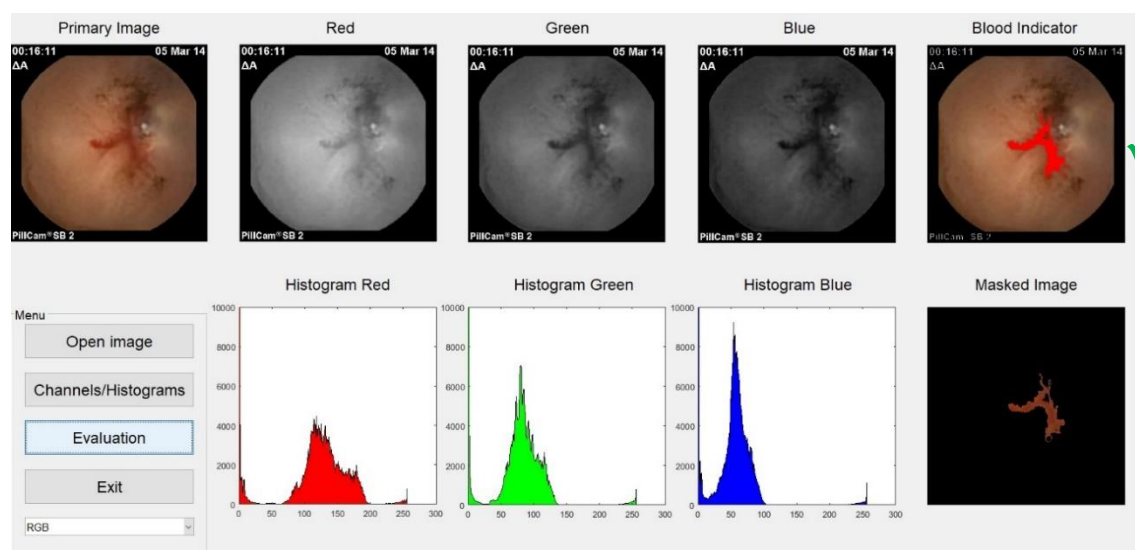 Primary Image
Red
Green
Blue
Blood Indicator
00:16:11 05 Mar 14
ΔA
PillCam®SB 2
00:16:11 05 Mar 14
ΔA
PillCam®SB 2
00:16:11 05 Mar 14
ΔA
PillCam®SB 2
00:16:11 05 Mar 14
ΔA
PillCam®SB 2
00:16:11 05 Mar 14
ΔA
PillCam SB 2
Menu
Open image
Channels/Histograms
Evaluation
Exit
RGB
Histogram Red
10000
8000
6000
4000
2000
0
0 50 100 150 200 250 300
Histogram Green
10000
8000
6000
4000
2000
0
0 50 100 150 200 250 300
Histogram Blue
10000
8000
6000
4000
2000
0
0 50 100 150 200 250 300
Masked Image